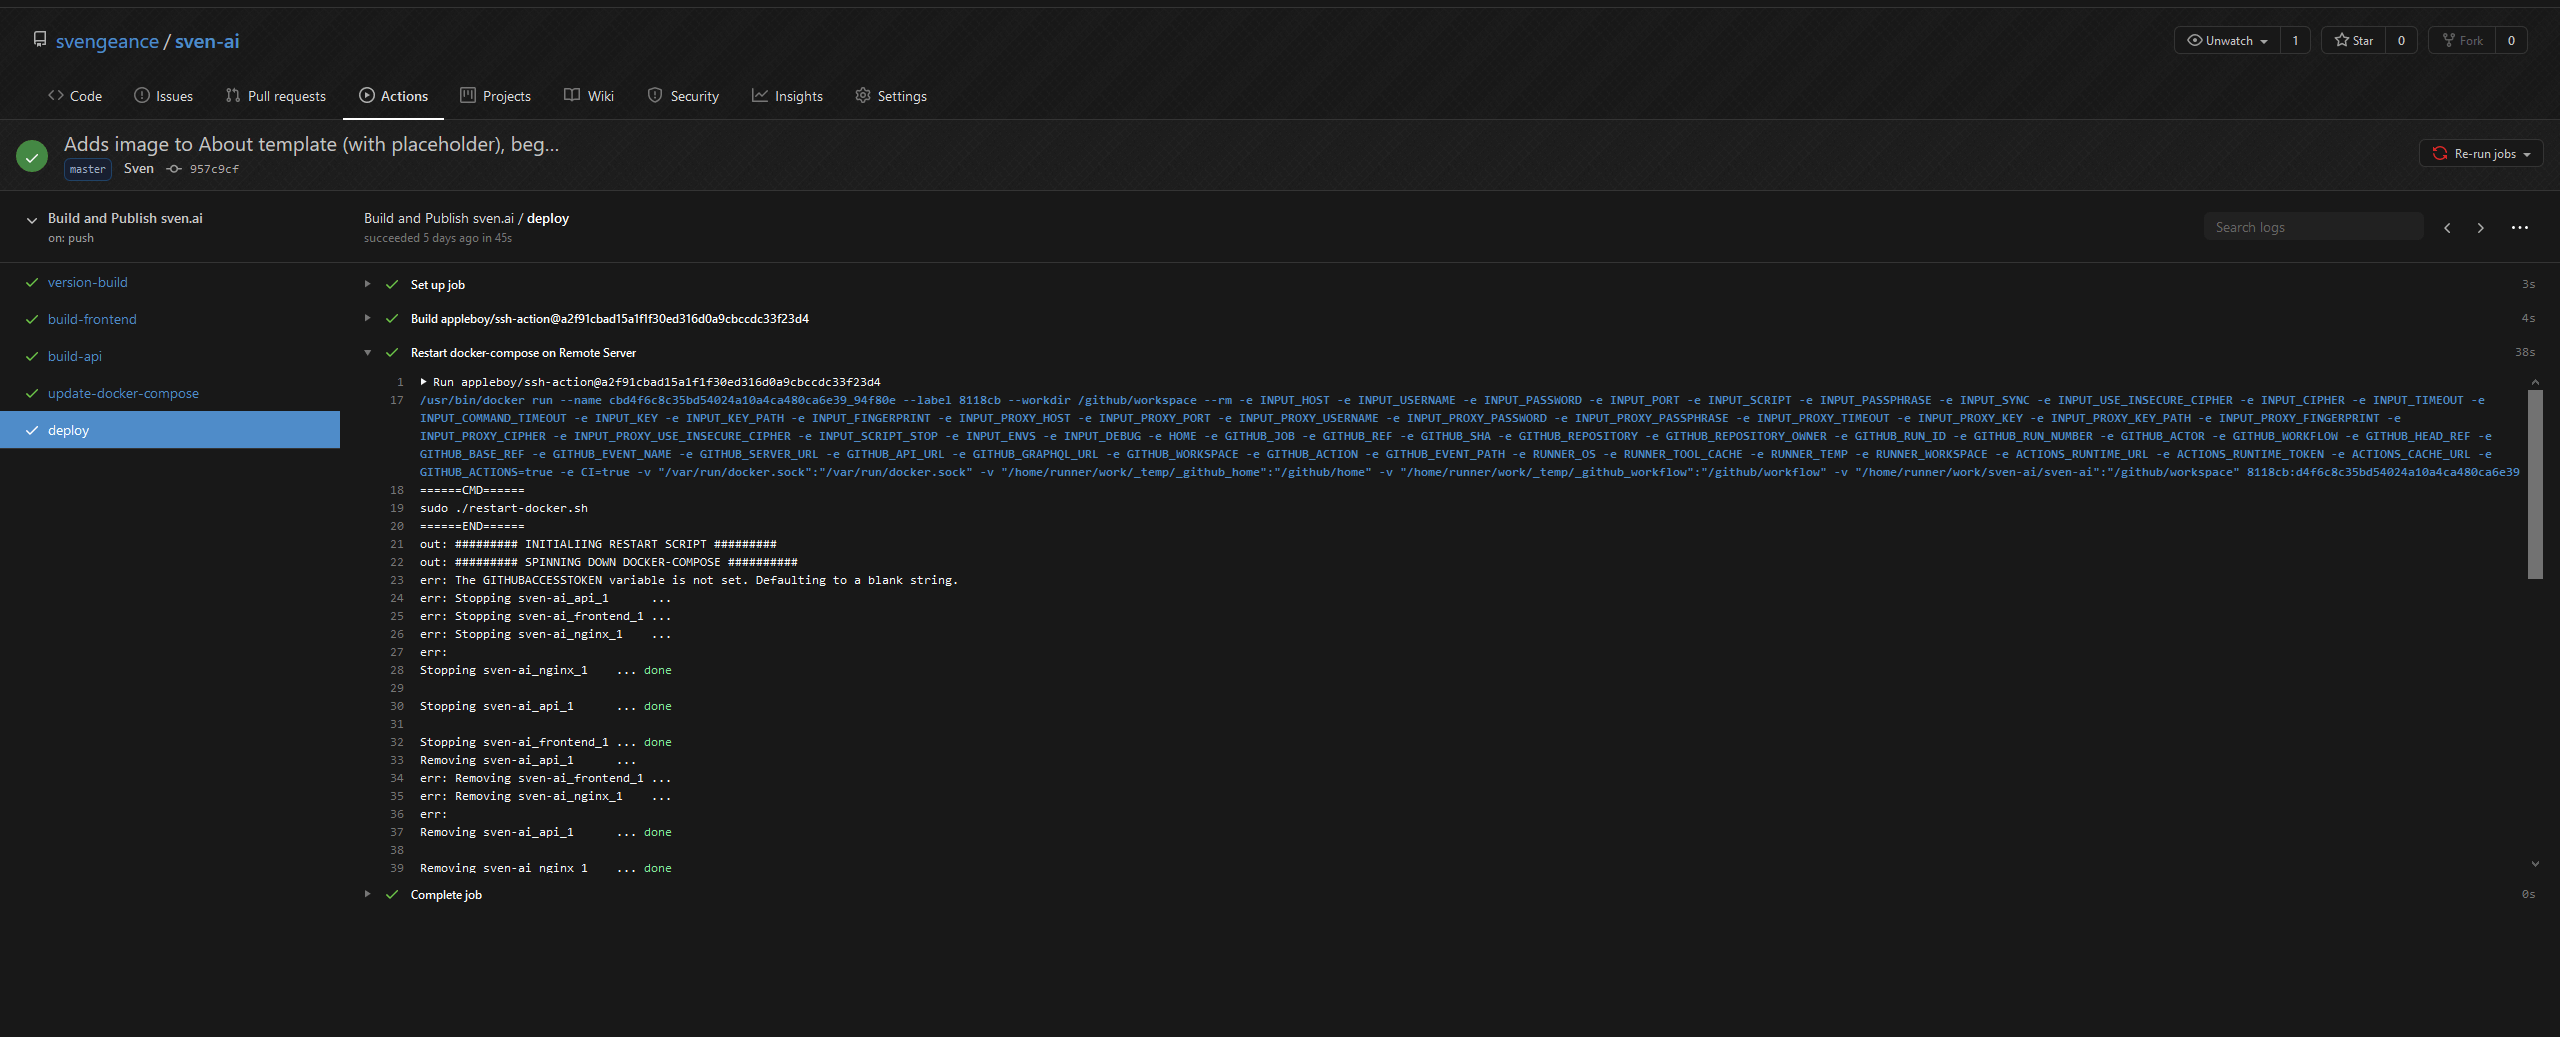 svengeance / sven-ai
Unwatch 1 Star 0 Fork 0
Code Issues Pull requests Actions Projects Wiki Security Insights Settings
Adds image to About template (with placeholder), beg...
master Sven 957c9cf
Re-run jobs
Build and Publish sven.ai
on: push
Build and Publish sven.ai / deploy
succeeded 5 days ago in 45s
Search logs
version-build
build-frontend
build-api
update-docker-compose
deploy
Set up job 3s
Build appleboy/ssh-action@a2f91cbad15a1f1f30ed316d0a9cbccdc33f23d4 4s
Restart docker-compose on Remote Server 38s
1 Run appleboy/ssh-action@a2f91cbad15a1f1f30ed316d0a9cbccdc33f23d4
17 /usr/bin/docker run --name cbd4f6c8c35bd54024a10a4ca480ca6e39_94f80e --label 8118cb --workdir /github/workspace --rm -e INPUT_HOST -e INPUT_USERNAME -e INPUT_PASSWORD -e INPUT_PORT -e INPUT_SCRIPT -e INPUT_PASSPHRASE -e INPUT_SYNC -e INPUT_USE_INSECURE_CIPHER -e INPUT_CIPHER -e INPUT_TIMEOUT -e
INPUT_COMMAND_TIMEOUT -e INPUT_KEY -e INPUT_KEY_PATH -e INPUT_FINGERPRINT -e INPUT_PROXY_HOST -e INPUT_PROXY_PORT -e INPUT_PROXY_USERNAME -e INPUT_PROXY_PASSWORD -e INPUT_PROXY_PASSPHRASE -e INPUT_PROXY_TIMEOUT -e INPUT_PROXY_KEY -e INPUT_PROXY_KEY_PATH -e INPUT_PROXY_FINGERPRINT -e
INPUT_PROXY_CIPHER -e INPUT_PROXY_USE_INSECURE_CIPHER -e INPUT_SCRIPT_STOP -e INPUT_ENVS -e INPUT_DEBUG -e HOME -e GITHUB_JOB -e GITHUB_REF -e GITHUB_SHA -e GITHUB_REPOSITORY -e GITHUB_REPOSITORY_OWNER -e GITHUB_RUN_ID -e GITHUB_RUN_NUMBER -e GITHUB_ACTOR -e GITHUB_WORKFLOW -e GITHUB_HEAD_REF -e
GITHUB_BASE_REF -e GITHUB_EVENT_NAME -e GITHUB_SERVER_URL -e GITHUB_API_URL -e GITHUB_GRAPHQL_URL -e GITHUB_WORKSPACE -e GITHUB_ACTION -e GITHUB_EVENT_PATH -e RUNNER_OS -e RUNNER_TOOL_CACHE -e RUNNER_TEMP -e RUNNER_WORKSPACE -e ACTIONS_RUNTIME_URL -e ACTIONS_RUNTIME_TOKEN -e ACTIONS_CACHE_URL -e
GITHUB_ACTIONS=true -e CI=true -v "/var/run/docker.sock":"/var/run/docker.sock" -v "/home/runner/work/_temp/_github_home":"/github/home" -v "/home/runner/work/_temp/_github_workflow":"/github/workflow" -v "/home/runner/work/sven-ai/sven-ai":"/github/workspace" 8118cb:d4f6c8c35bd54024a10a4ca480ca6e39
18 ======CMD======
19 sudo ./restart-docker.sh
20 ======END======
21 out: ######### INITIALIING RESTART SCRIPT #########
22 out: ######### SPINNING DOWN DOCKER-COMPOSE ##########
23 err: The GITHUBACCESSTOKEN variable is not set. Defaulting to a blank string.
24 err: Stopping sven-ai_api_1 ...
25 err: Stopping sven-ai_frontend_1 ...
26 err: Stopping sven-ai_nginx_1 ...
27 err:
28 Stopping sven-ai_nginx_1 ... done
29
30 Stopping sven-ai_api_1 ... done
31
32 Stopping sven-ai_frontend_1 ... done
33 Removing sven-ai_api_1 ...
34 err: Removing sven-ai_frontend_1 ...
35 err: Removing sven-ai_nginx_1 ...
36 err:
37 Removing sven-ai_api_1 ... done
38
39 Removing sven-ai nginx 1 ... done
Complete job 0s